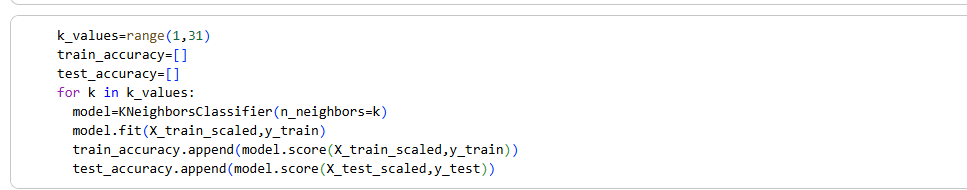 k_values=range(1,31)
train_accuracy=[]
test_accuracy=[]
for k in k_values:
  model=KNeighborsClassifier(n_neighbors=k)
  model.fit(X_train_scaled,y_train)
  train_accuracy.append(model.score(X_train_scaled,y_train))
  test_accuracy.append(model.score(X_test_scaled,y_test))